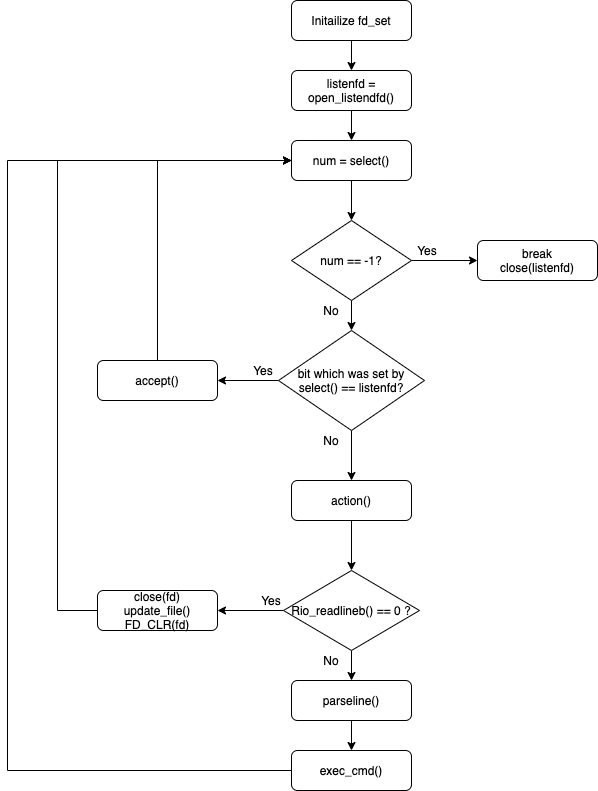 Initailize fd_set
listenfd =
open_listendfd()
num = select()
num == -1?
Yes
break
close(listenfd)
No
bit which was set by
select() == listenfd?
Yes
accept()
No
action()
Rio_readlineb() == 0 ?
Yes
close(fd)
update_file()
FD_CLR(fd)
No
parseline()
exec_cmd()